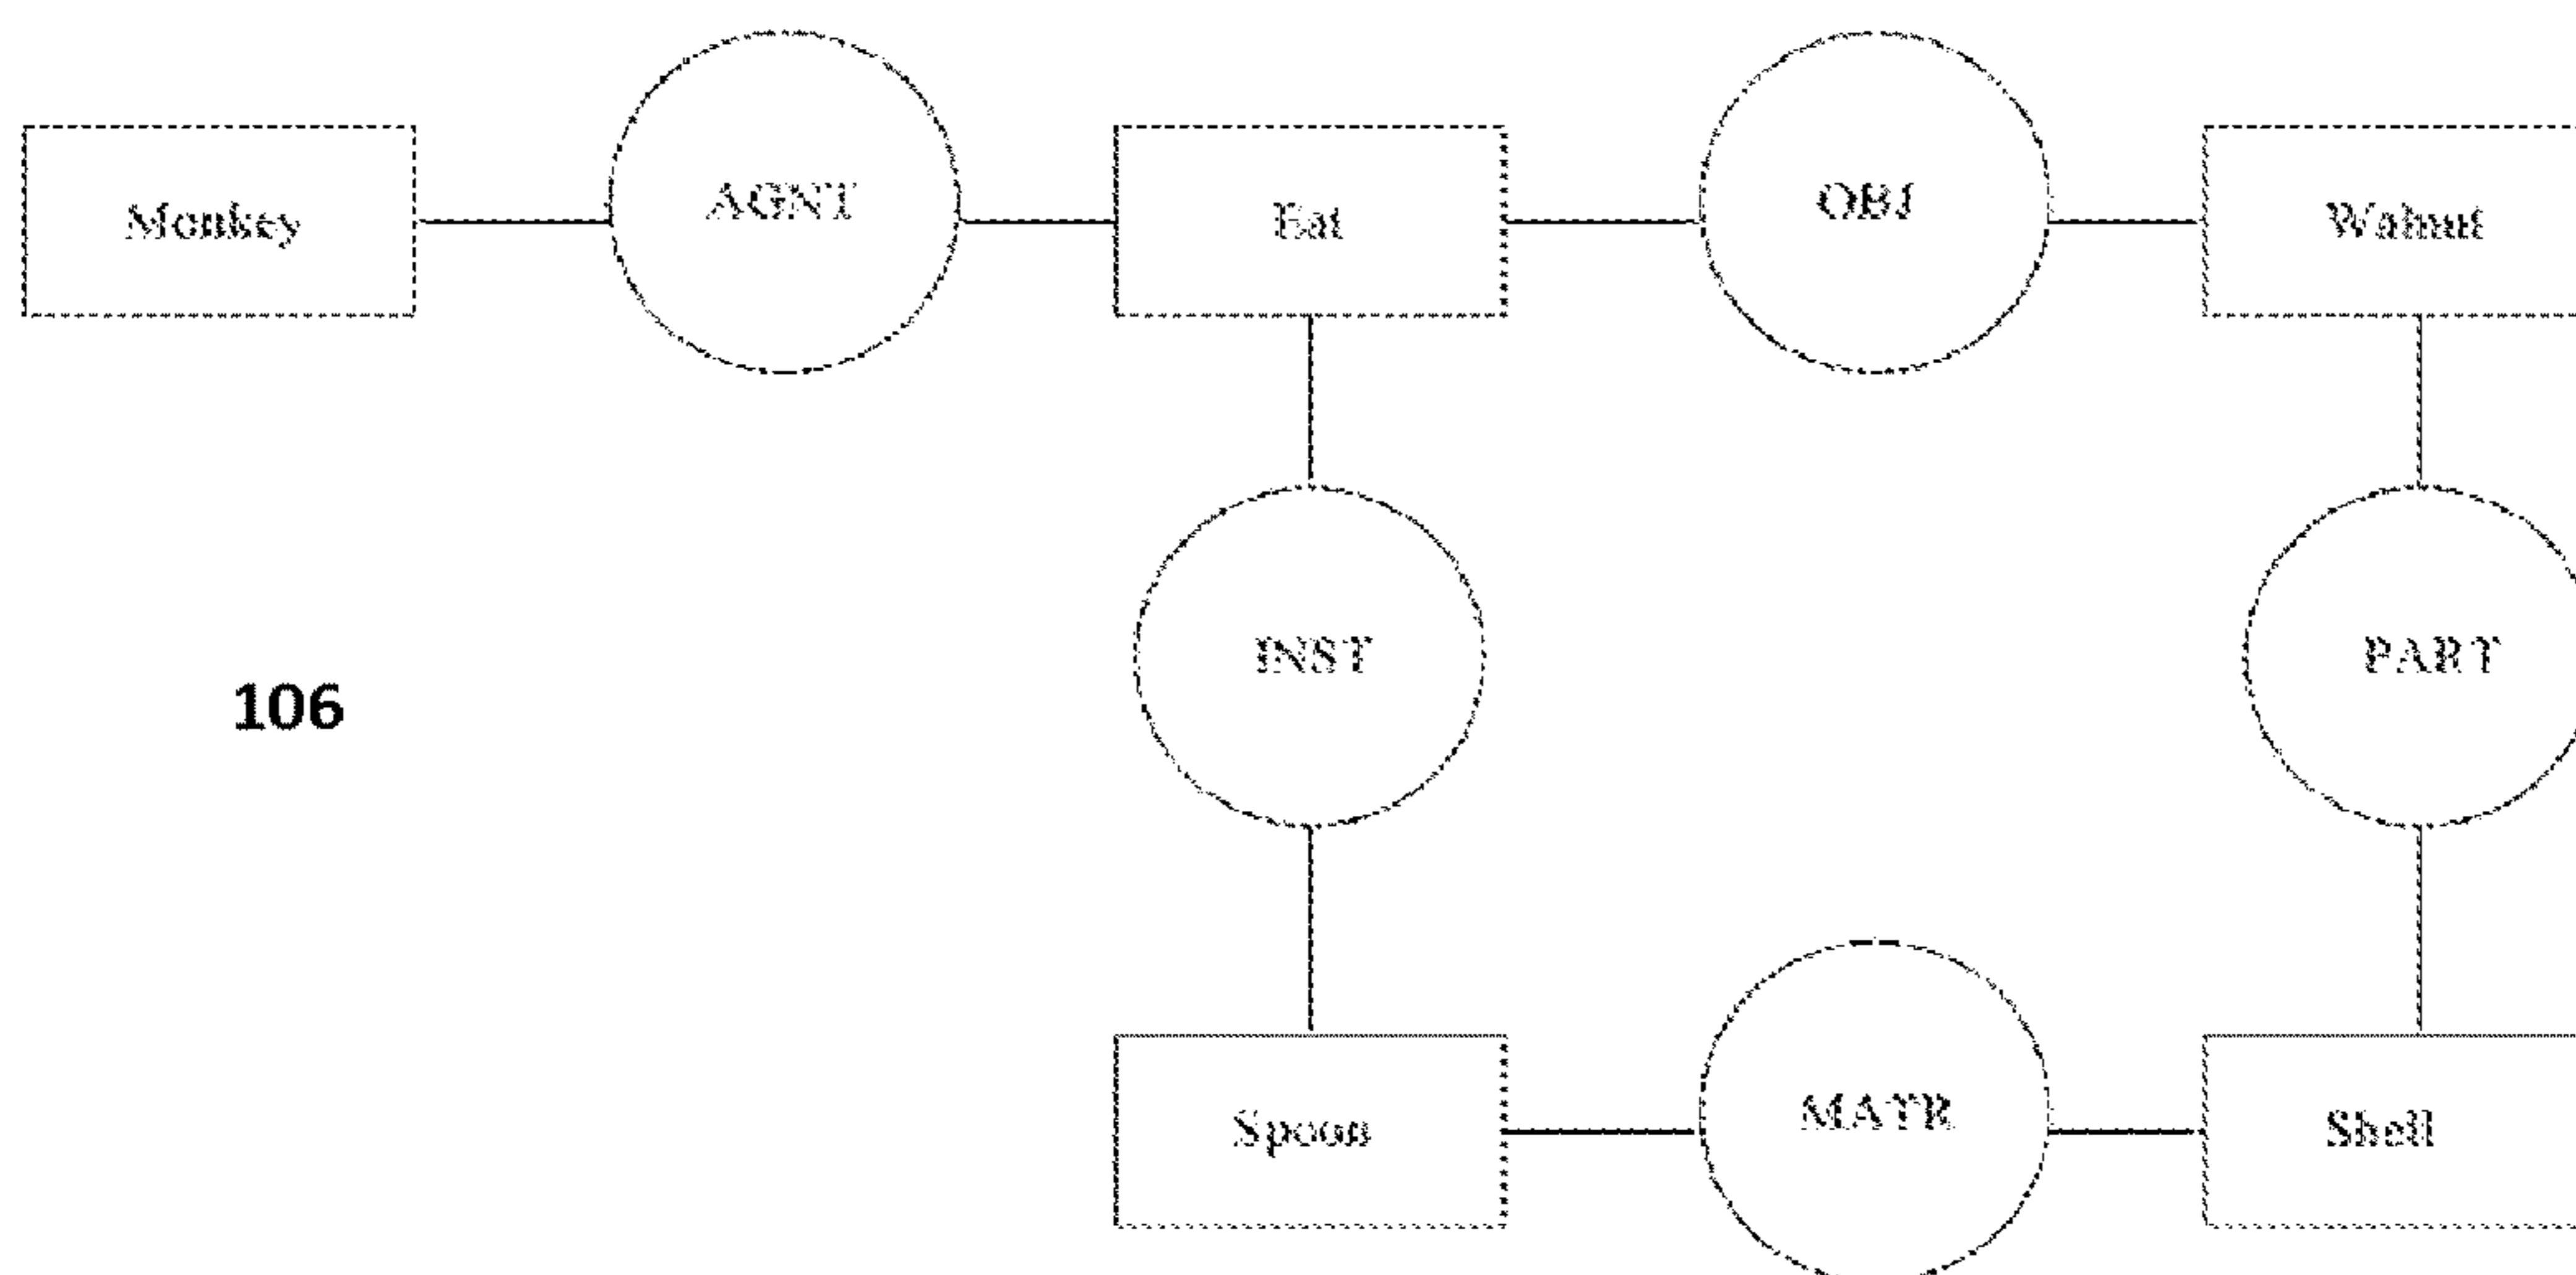 Monkey
AGNT
Eat
OBJ
Walnut
106
INST
PART
Spoon
MATR
Shell